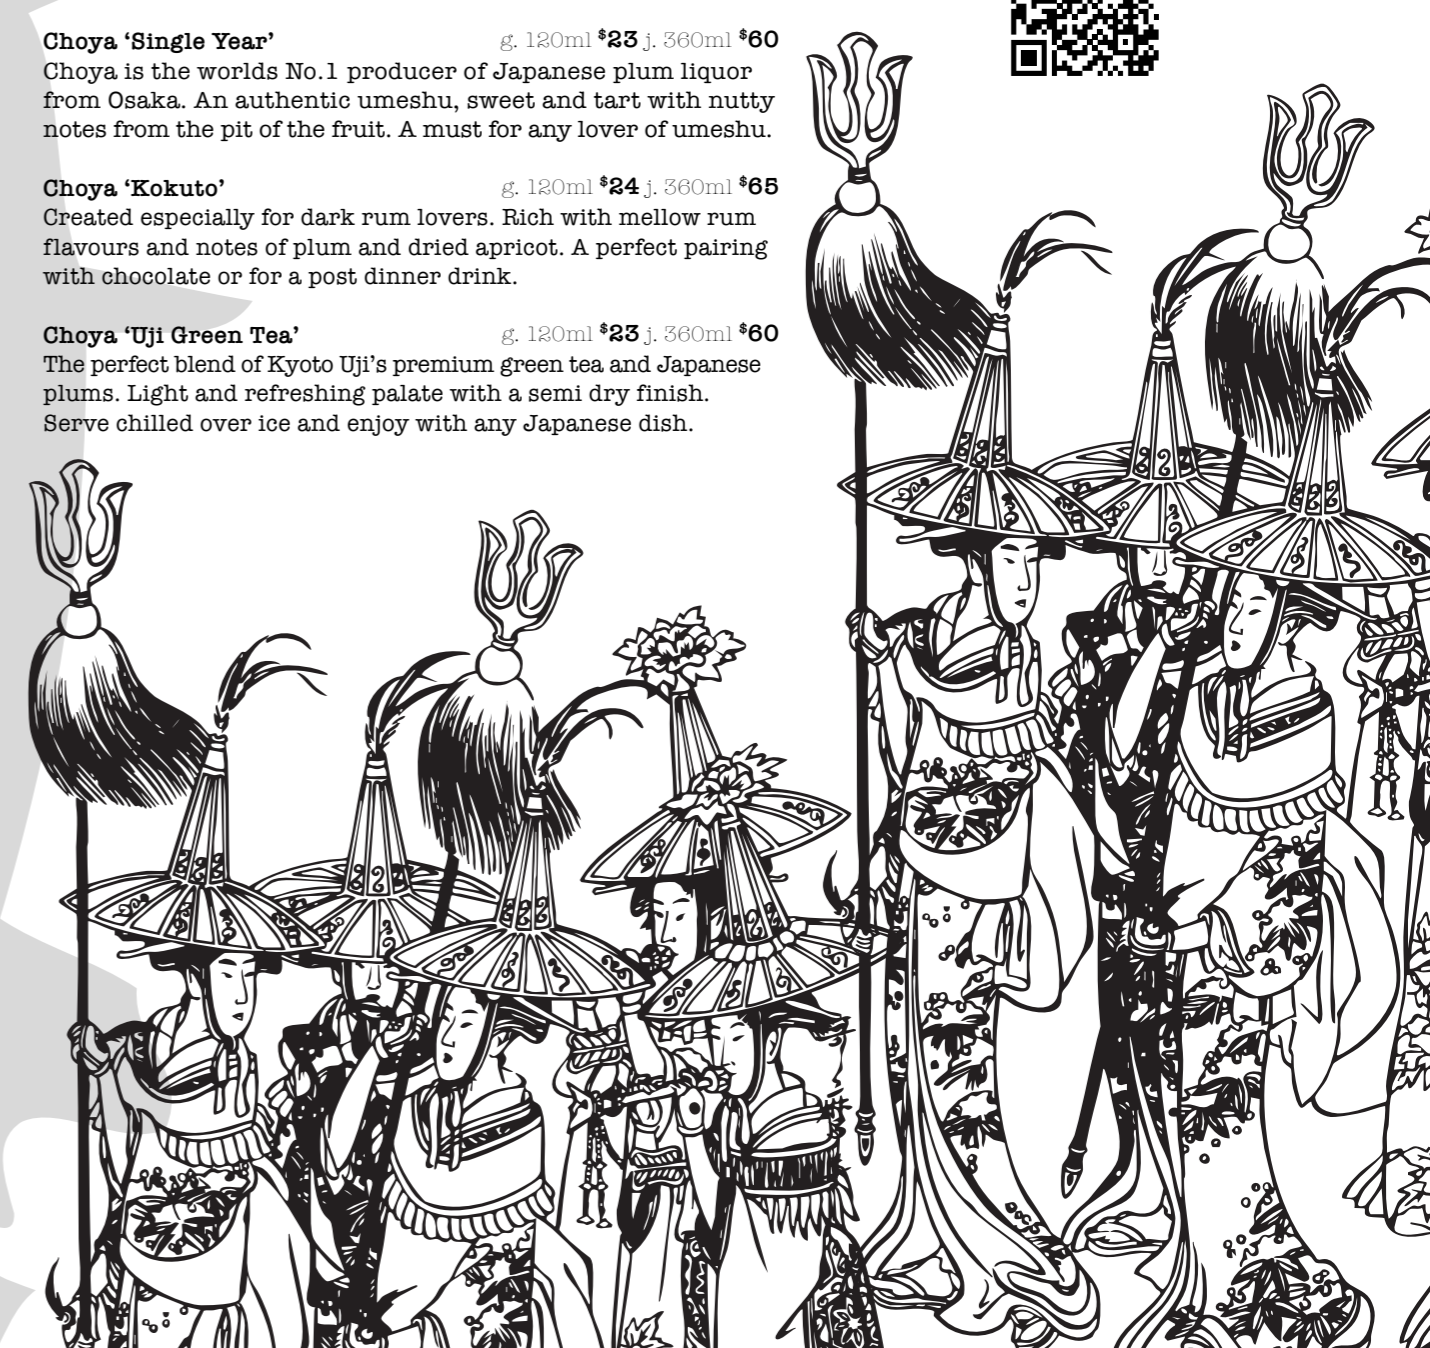 Choya ‘Single Year’ g. 120ml $23 j. 360ml $60
Choya is the worlds No.1 producer of Japanese plum liquor
from Osaka. An authentic umeshu, sweet and tart with nutty
notes from the pit of the fruit. A must for any lover of umeshu.
Choya ‘Kokuto’ g. 120ml $24 j. 360ml $65
Created especially for dark rum lovers. Rich with mellow rum
flavours and notes of plum and dried apricot. A perfect pairing
with chocolate or for a post dinner drink.
Choya ‘Uji Green Tea’ g. 120ml $23 j. 360ml $60
The perfect blend of Kyoto Uji’s premium green tea and Japanese
plums. Light and refreshing palate with a semi dry finish.
Serve chilled over ice and enjoy with any Japanese dish.